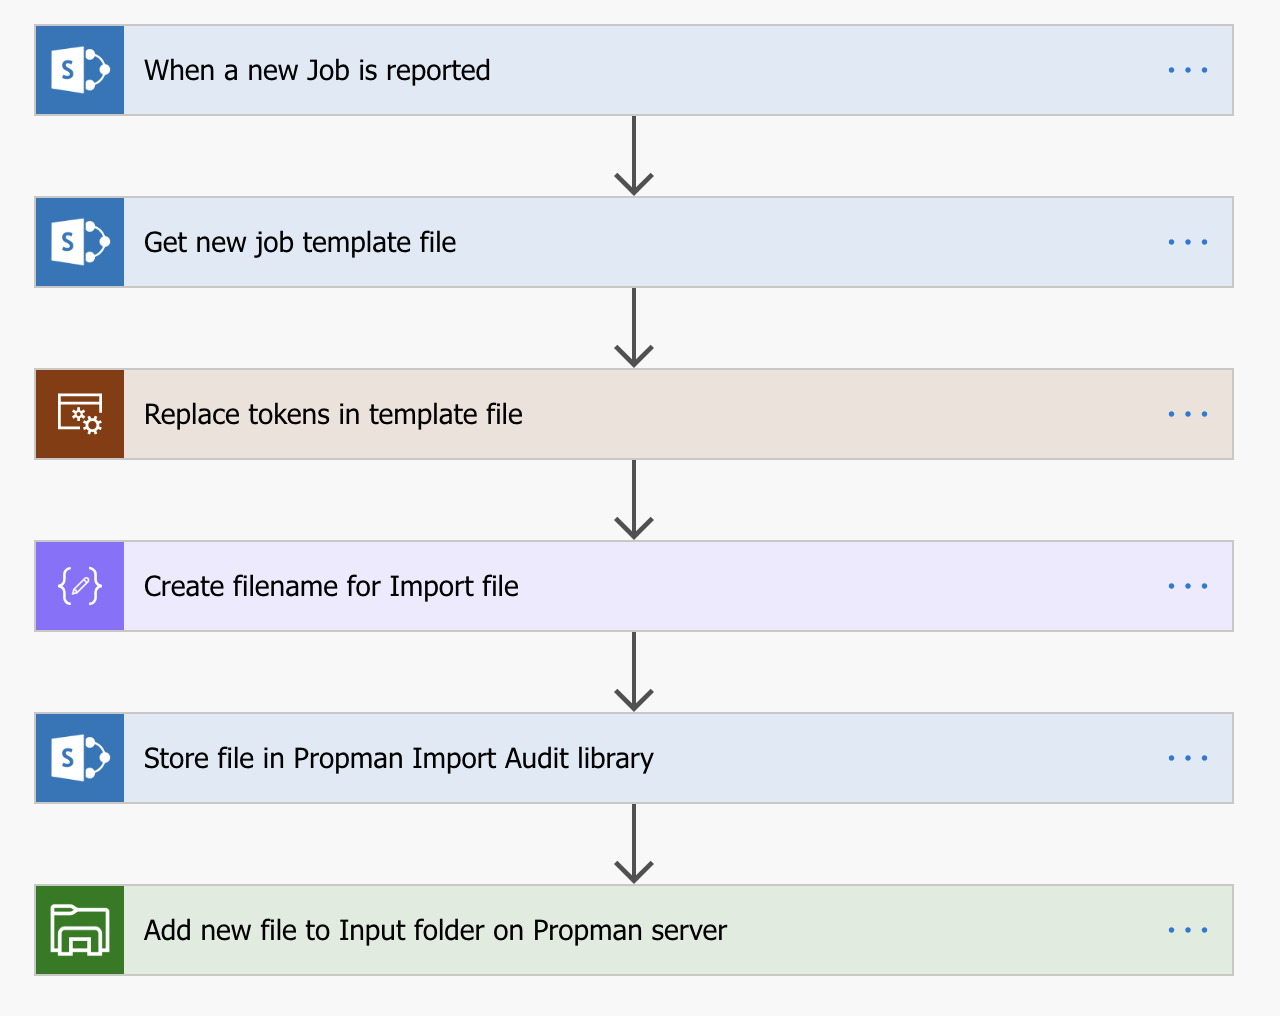 S
When a new Job is reported
S
Get new job template file
Replace tokens in template file
Create filename for Import file
S
Store file in Propman Import Audit library
Add new file to Input folder on Propman server